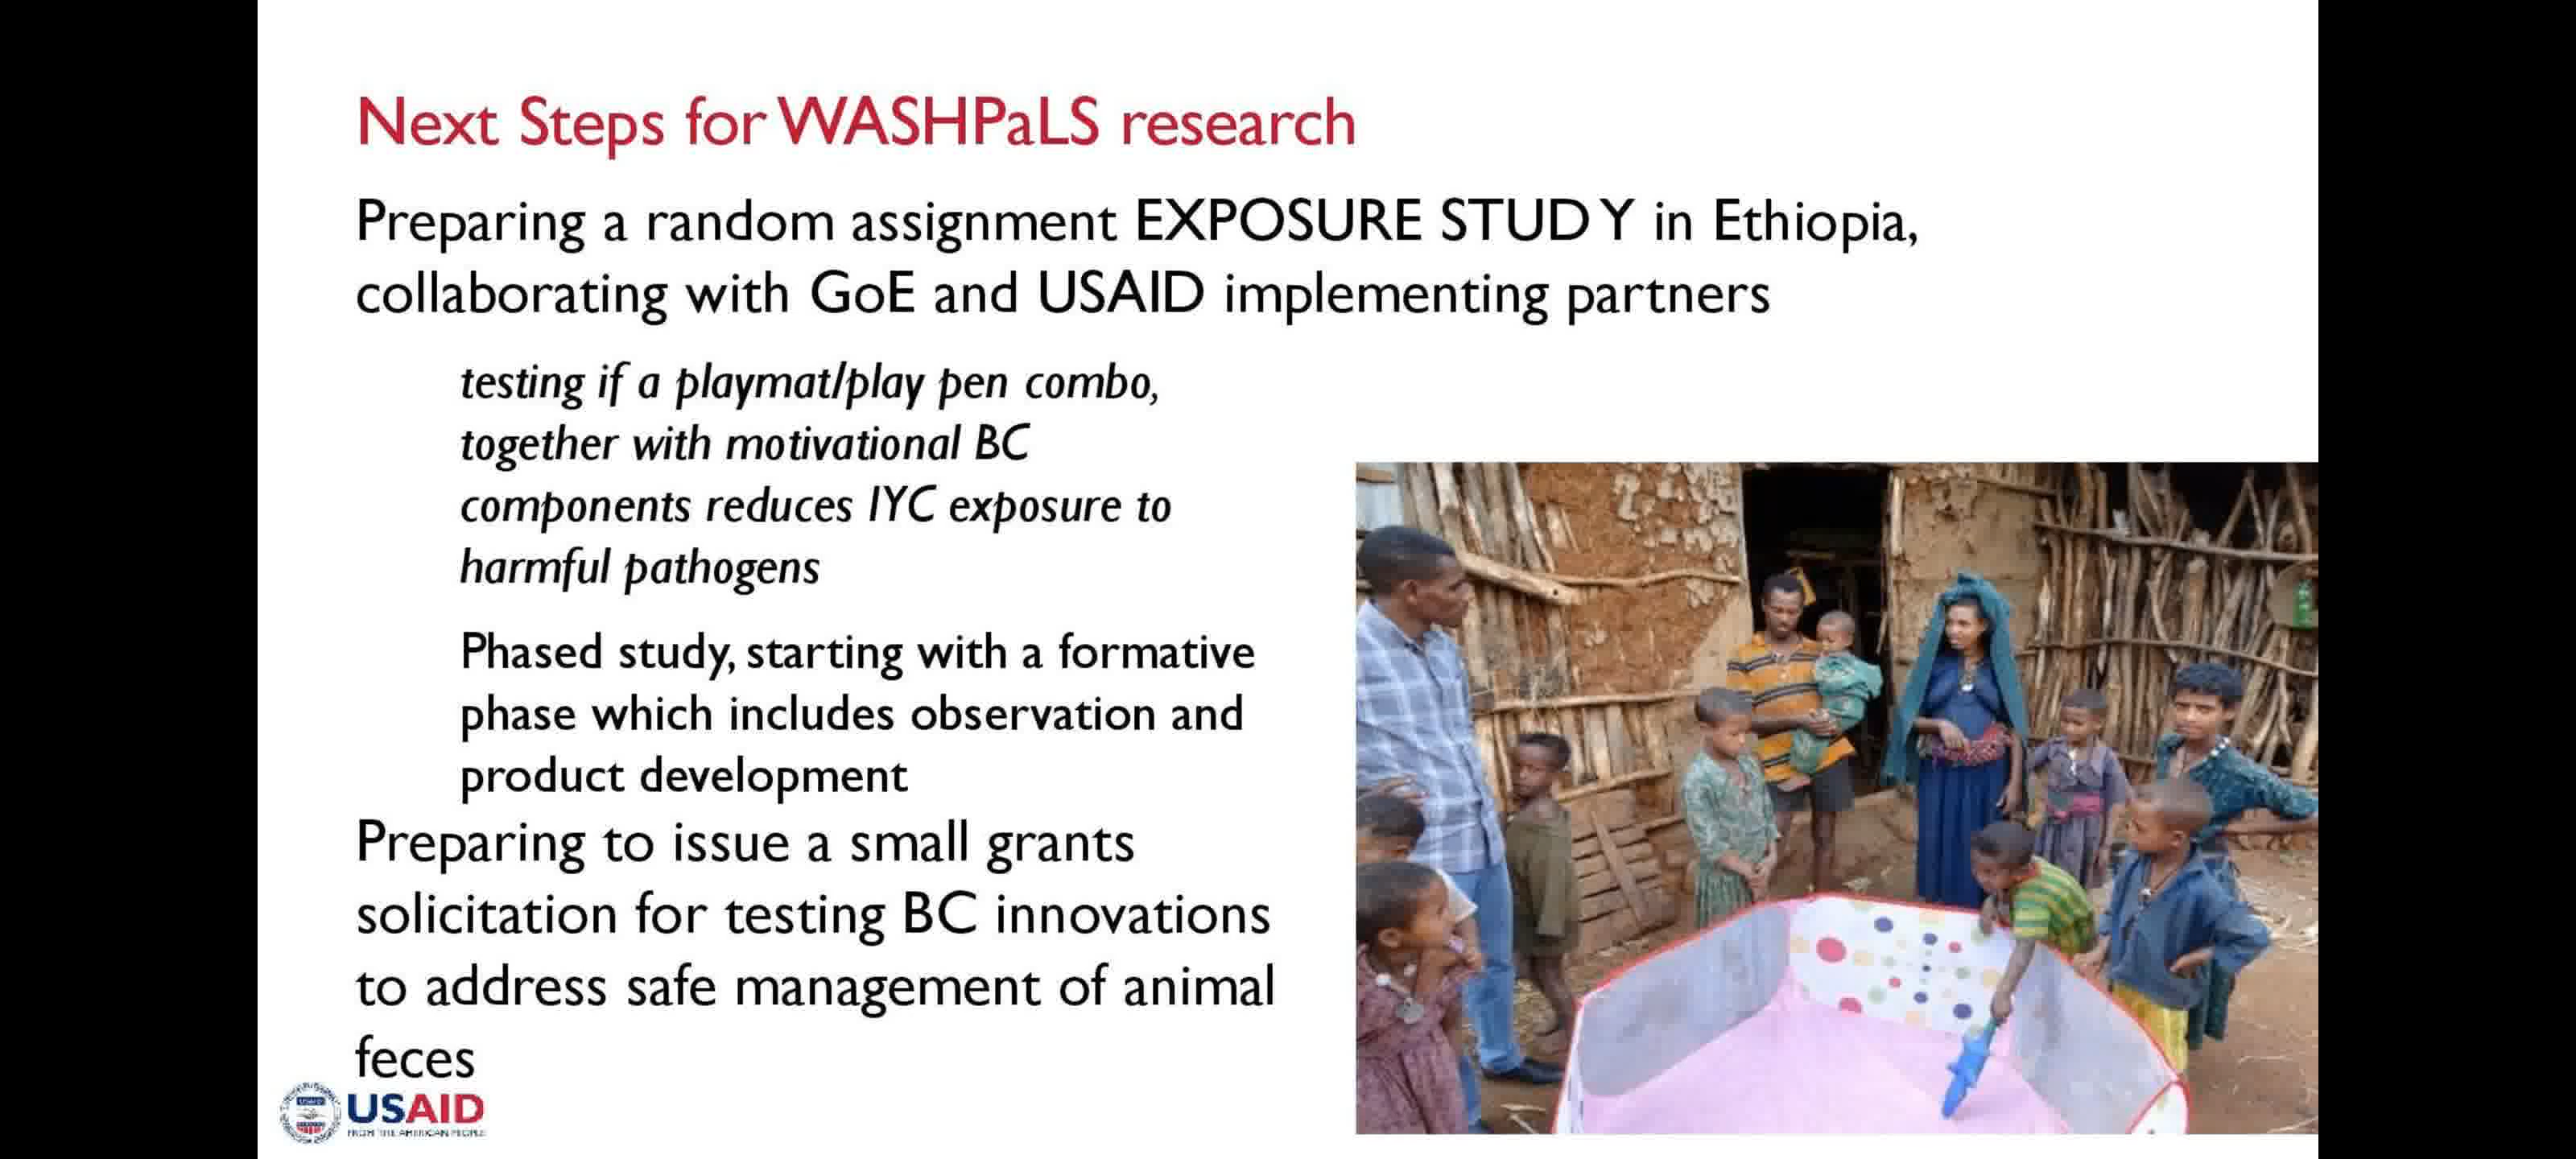 Next Steps for WASHPaLS research
Preparing a random assignment EXPOSURE STUDY in Ethiopia,
collaborating with GoE and USAID implementing partners
testing if a playmat/play pen combo,
together with motivational BC
components reduces IYC exposure to
harmful pathogens
Phased study, starting with a formative
phase which includes observation and
product development
Preparing to issue a small grants
solicitation for testing BC innovations
to address safe management of animal
feces
USAID
FROM THE AMERICAN PEOPLE